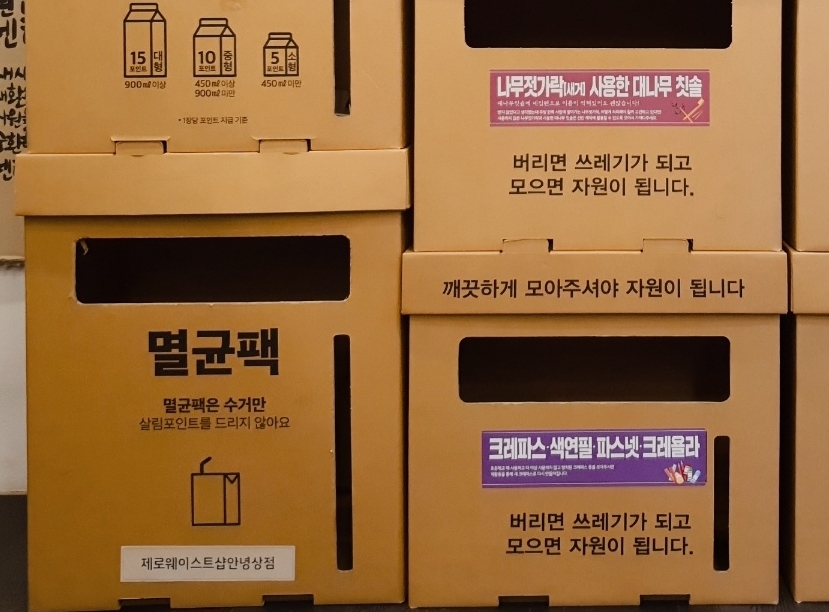 15 포인트 대형
900㎖ 이상
10 포인트 중형
450㎖ 이상
900㎖ 미만
5 포인트 소형
450㎖ 미만
* 1장당 포인트 지급 기준
멸균팩
멸균팩은 수거만
살림포인트를 드리지 않아요
제로웨이스트샵안녕상점
나무젓가락(새거) 사용한 대나무 칫솔
버리면 쓰레기가 되고
모으면 자원이 됩니다.
깨끗하게 모아주셔야 자원이 됩니다
크레파스·색연필·파스넷·크레욜라
버리면 쓰레기가 되고
모으면 자원이 됩니다.